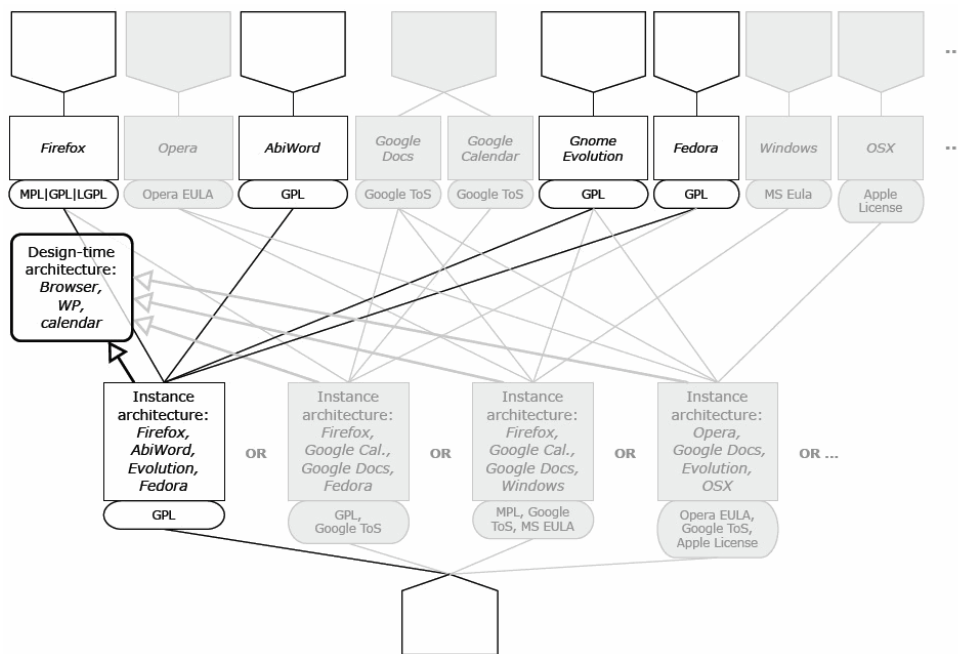 ..
Firefox
Opera
AbiWord
Google
Docs
Google
Calendar
Gnome
Evolution
Fedora
Windows
OSX
..
MPL|GPL|LGPL
Opera EULA
GPL
Google ToS
Google ToS
GPL
GPL
MS Eula
Apple
License
Design-time
architecture:
Browser,
WP,
calendar
Instance
architecture:
Firefox,
AbiWord,
Evolution,
Fedora
GPL
OR
Instance
architecture:
Firefox,
Google Cal.,
Google Docs,
Fedora
GPL,
Google ToS
OR
Instance
architecture:
Firefox,
Google Cal.,
Google Docs,
Windows
MPL, Google
ToS, MS EULA
OR
Instance
architecture:
Opera,
Google Docs,
Evolution,
OSX
Opera EULA,
Google ToS,
Apple License
OR ...